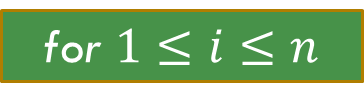 for 1 ≤ i ≤ n